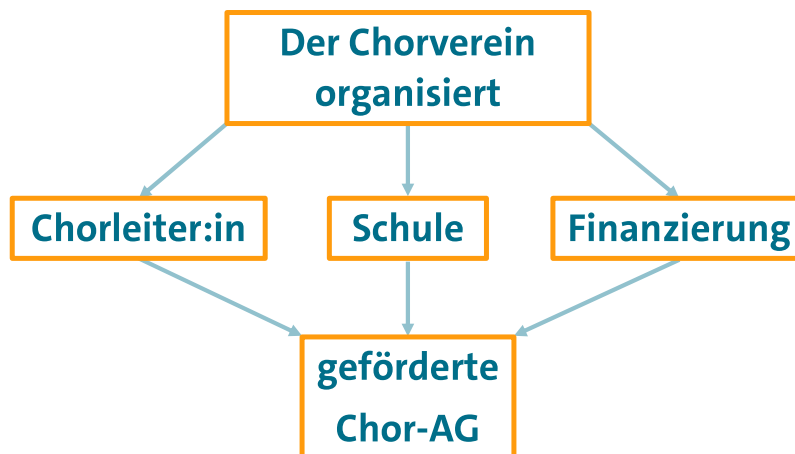 Der Chorverein
organisiert
Chorleiter:in
Schule
Finanzierung
geförderte
Chor-AG